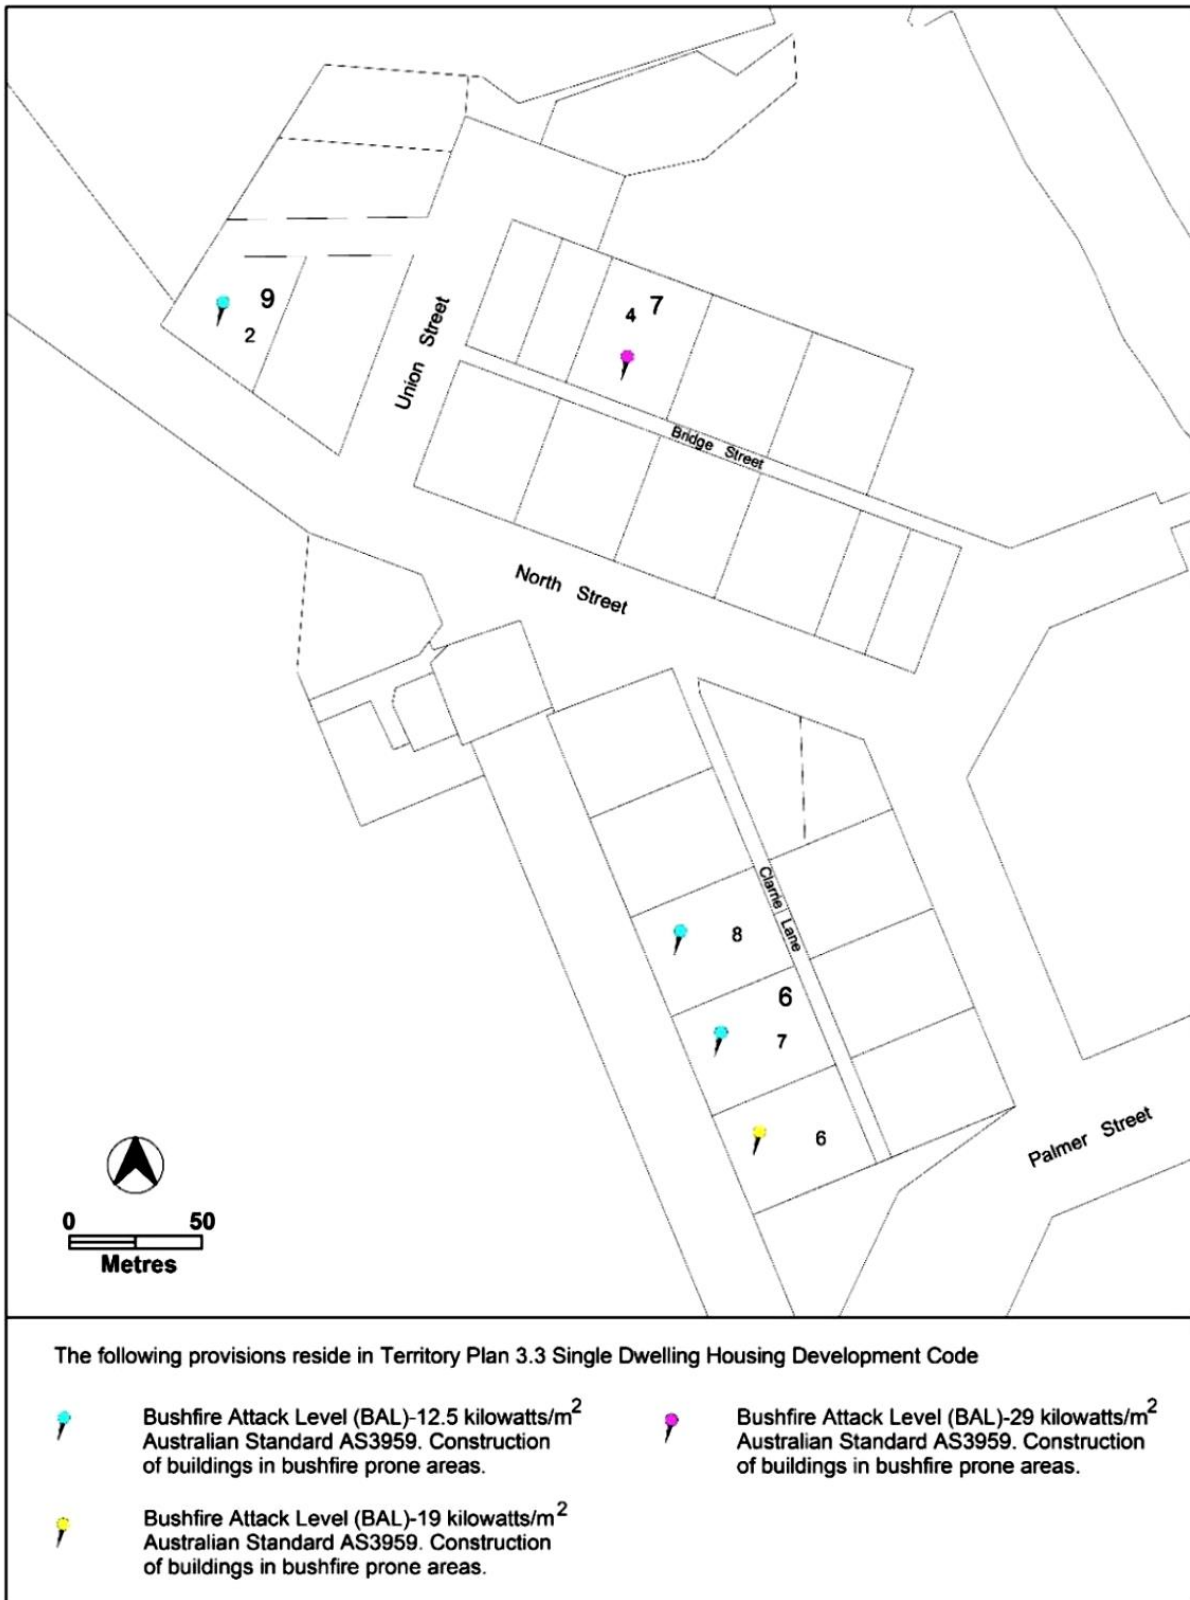 9
2
Union Street
4 7
Bridge Street
North Street
Clarrie Lane
8
6
7
6
Palmer Street
0 50
Metres
The following provisions reside in Territory Plan 3.3 Single Dwelling Housing Development Code
Bushfire Attack Level (BAL)-12.5 kilowatts/m²
Australian Standard AS3959. Construction
of buildings in bushfire prone areas.
Bushfire Attack Level (BAL)-19 kilowatts/m²
Australian Standard AS3959. Construction
of buildings in bushfire prone areas.
Bushfire Attack Level (BAL)-29 kilowatts/m²
Australian Standard AS3959. Construction
of buildings in bushfire prone areas.